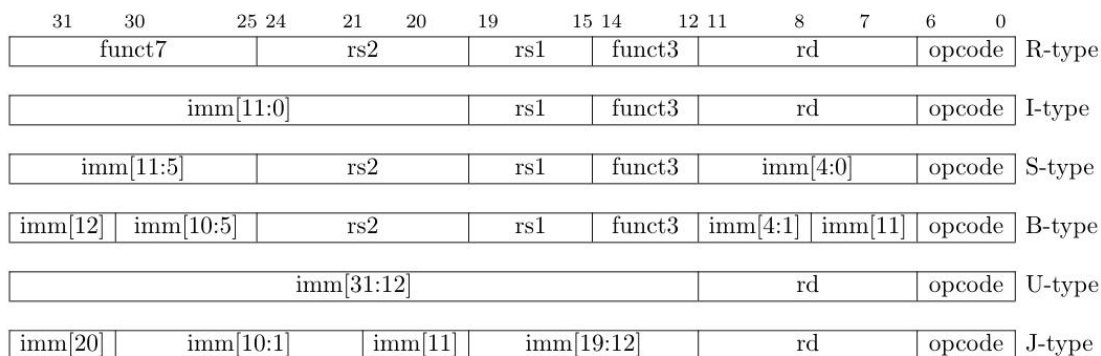 31 30 25 24 21 20 19 15 14 12 11 8 7 6 0
funct7 rs2 rs1 funct3 rd opcode R-type
imm[11:0] rs1 funct3 rd opcode I-type
imm[11:5] rs2 rs1 funct3 imm[4:0] opcode S-type
imm[12] imm[10:5] rs2 rs1 funct3 imm[4:1] imm[11] opcode B-type
imm[31:12] rd opcode U-type
imm[20] imm[10:1] imm[11] imm[19:12] rd opcode J-type